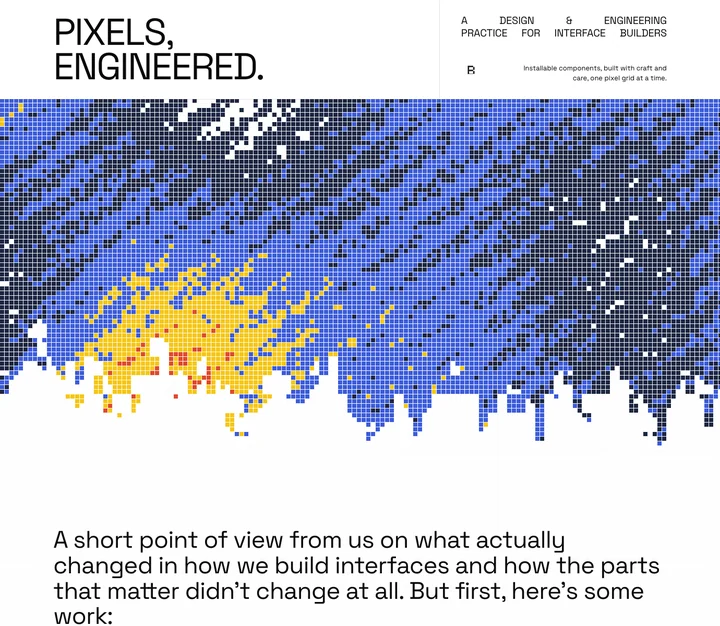 PIXELS,
ENGINEERED.
A DESIGN & ENGINEERING
PRACTICE FOR INTERFACE BUILDERS
Installable components, built with craft and
care, one pixel grid at a time.
A short point of view from us on what actually
changed in how we build interfaces and how the parts
that matter didn't change at all. But first, here's some
work: